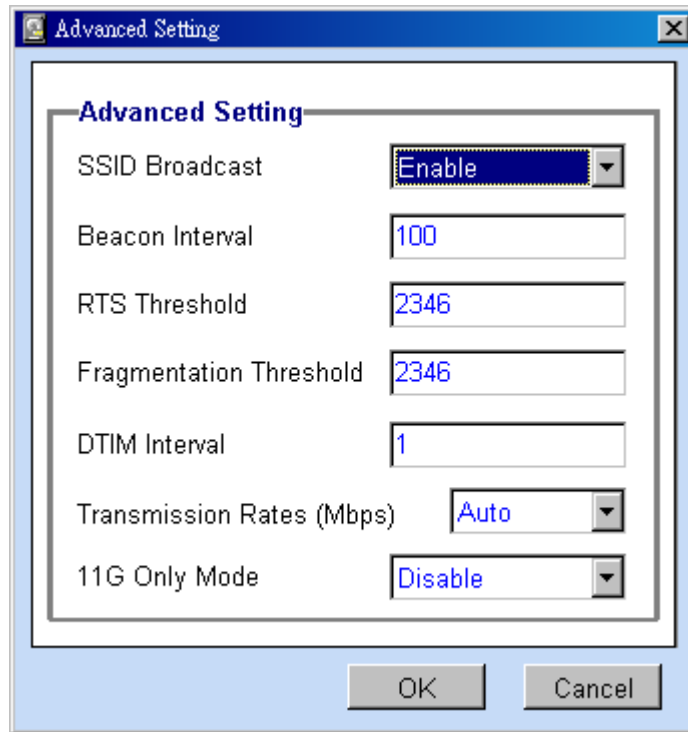 Advanced Setting
Advanced Setting
SSID Broadcast Enable
Beacon Interval 100
RTS Threshold 2346
Fragmentation Threshold 2346
DTIM Interval 1
Transmission Rates (Mbps) Auto
11G Only Mode Disable
OK Cancel